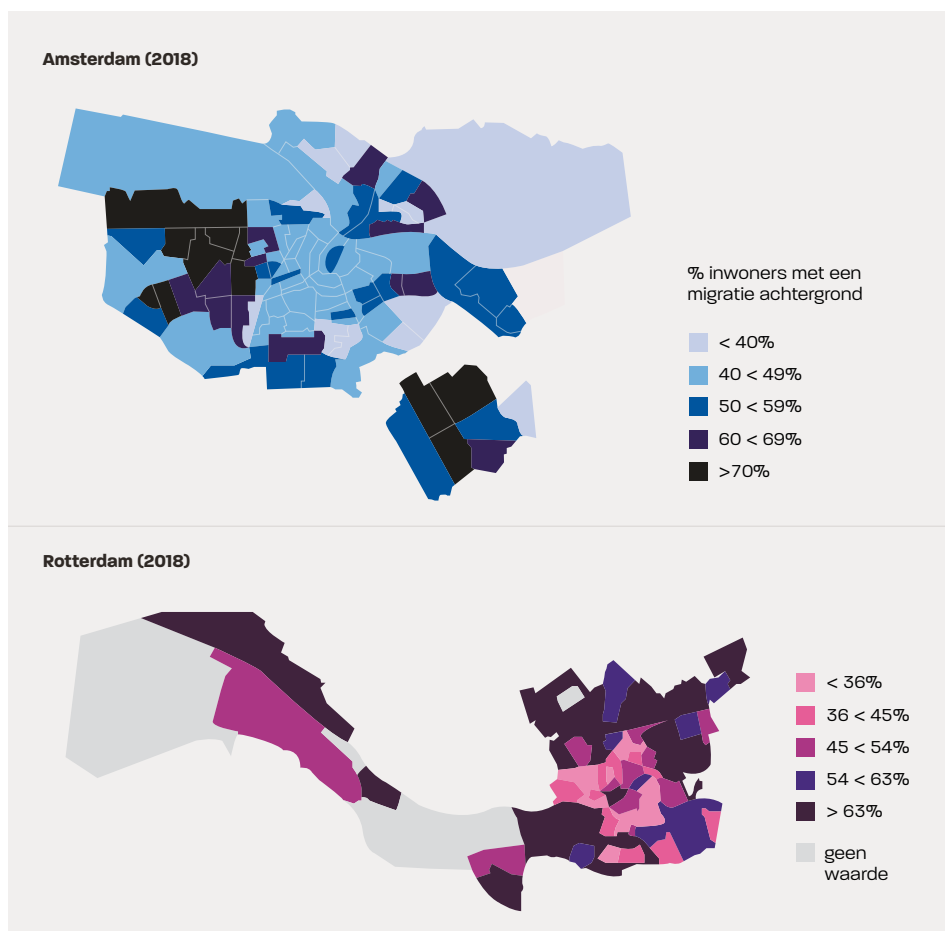 Amsterdam (2018)
% inwoners met een
migratie achtergrond
< 40%
40 < 49%
50 < 59%
60 < 69%
>70%
Rotterdam (2018)
< 36%
36 < 45%
45 < 54%
54 < 63%
> 63%
geen
waarde